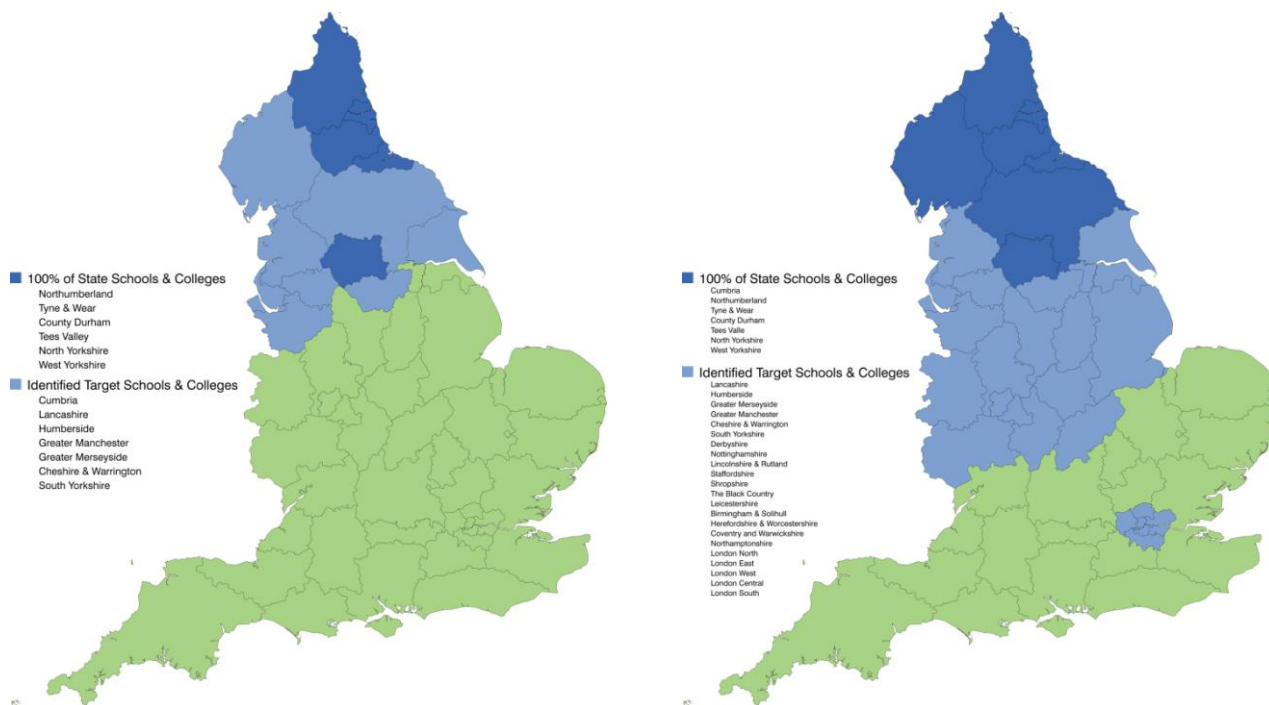 100% of State Schools & Colleges
Northumberland
Tyne & Wear
County Durham
Tees Valley
North Yorkshire
West Yorkshire
Identified Target Schools & Colleges
Cumbria
Lancashire
Humberside
Greater Manchester
Greater Merseyside
Cheshire & Warrington
South Yorkshire
100% of State Schools & Colleges
Cumbria
Northumberland
Tyne & Wear
County Durham
Tees Valle
North Yorkshire
West Yorkshire
Identified Target Schools & Colleges
Lancashire
Humberside
Greater Merseyside
Greater Manchester
Cheshire & Warrington
South Yorkshire
Derbyshire
Nottinghamshire
Lincolnshire & Rutland
Staffordshire
Shropshire
The Black Country
Leicestershire
Birmingham & Solihull
Herefordshire & Worcestershire
Coventry and Warwickshire
Northamptonshire
London North
London East
London West
London Central
London South